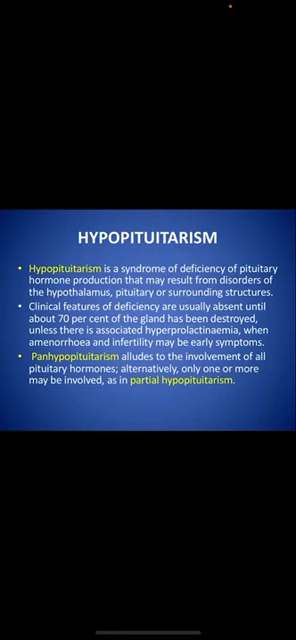 HYPOPITUITARISM
• Hypopituitarism is a syndrome of deficiency of pituitary
hormone production that may result from disorders of
the hypothalamus, pituitary or surrounding structures.
• Clinical features of deficiency are usually absent until
about 70 per cent of the gland has been destroyed,
unless there is associated hyperprolactinaemia, when
amenorrhoea and infertility may be early symptoms.
• Panhypopituitarism alludes to the involvement of all
pituitary hormones; alternatively, only one or more
may be involved, as in partial hypopituitarism.